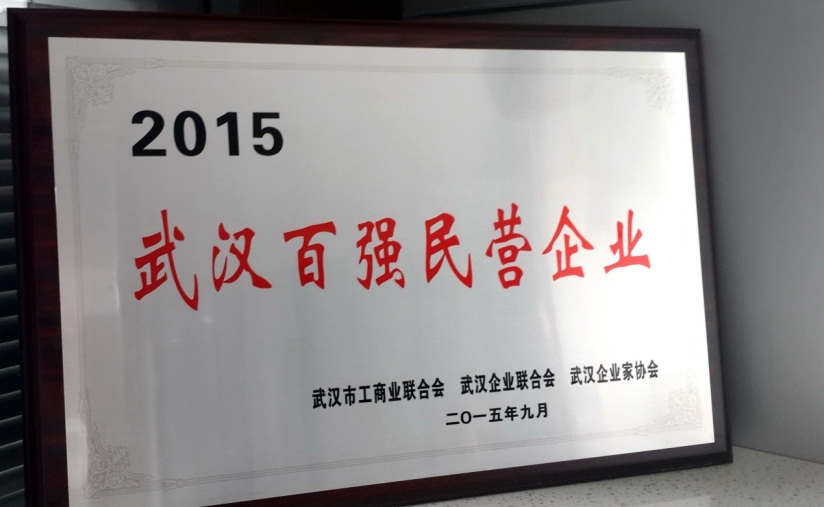 2015
武汉百强民营企业
武汉市工商业联合会 武汉企业联合会 武汉企业家协会
二〇一五年九月